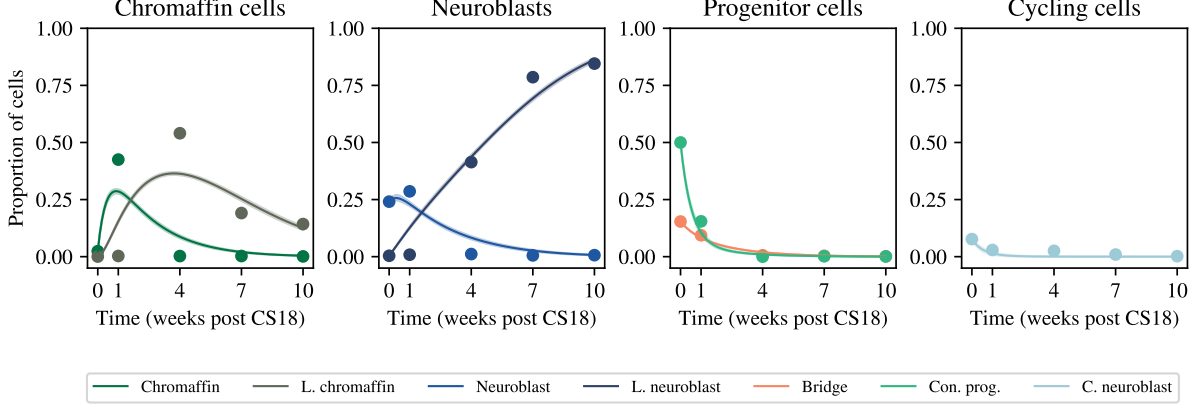 Chromaffin cells
Neuroblasts
Progenitor cells
Cycling cells
Proportion of cells
1.00
0.75
0.50
0.25
0.00
0 1 4 7 10
Time (weeks post CS18)
1.00
0.75
0.50
0.25
0.00
0 1 4 7 10
Time (weeks post CS18)
1.00
0.75
0.50
0.25
0.00
0 1 4 7 10
Time (weeks post CS18)
1.00
0.75
0.50
0.25
0.00
0 1 4 7 10
Time (weeks post CS18)
Chromaffin L. chromaffin Neuroblast L. neuroblast Bridge Con. prog. C. neuroblast